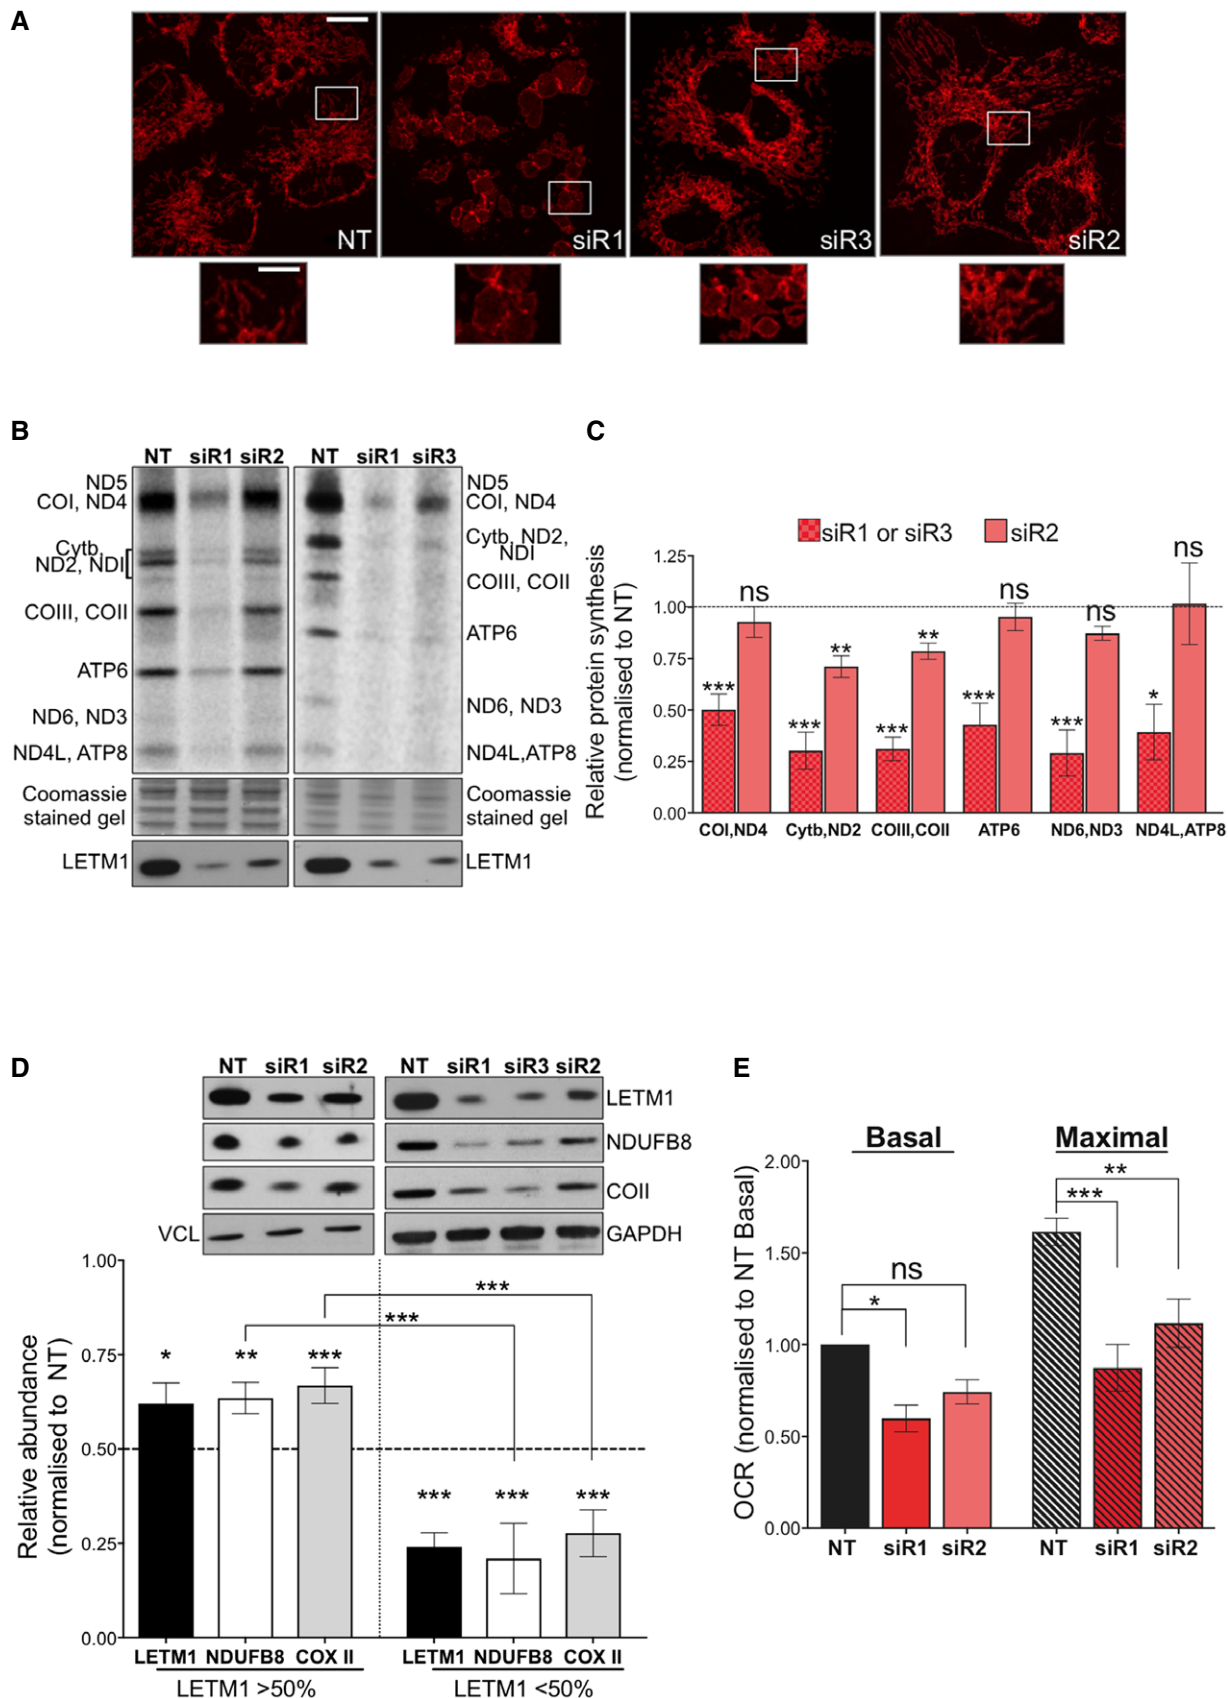 A
NT
siR1
siR3
siR2
B
NT siR1 siR2
NT siR1 siR3
ND5
COI, ND4
Cytb,
ND2, NDI
COIII, COII
ATP6
ND6, ND3
ND4L, ATP8
Coomassie
stained gel
LETM1
ND5
COI, ND4
Cytb, ND2,
NDI
COIII, COII
ATP6
ND6, ND3
ND4L,ATP8
Coomassie
stained gel
LETM1
C
siR1 or siR3
siR2
Relative protein synthesis
(normalised to NT)
1.25
1.00
0.75
0.50
0.25
0.00
*** ns
*** **
*** **
*** ns
*** ns
* ns
COI,ND4
Cytb,ND2
COIII,COII
ATP6
ND6,ND3
ND4L,ATP8
D
NT siR1 siR2
NT siR1 siR3 siR2
LETM1
NDUFB8
COII
VCL
GAPDH
Relative abundance
(normalised to NT)
1.00
0.75
0.50
0.25
0.00
***
***
* ** ***
*** *** ***
LETM1 NDUFB8 COX II
LETM1 NDUFB8 COX II
LETM1 >50%
LETM1 <50%
E
Basal
Maximal
OCR (normalised to NT Basal)
2.00
1.50
1.00
0.50
0.00
ns
*
**
***
NT siR1 siR2
NT siR1 siR2